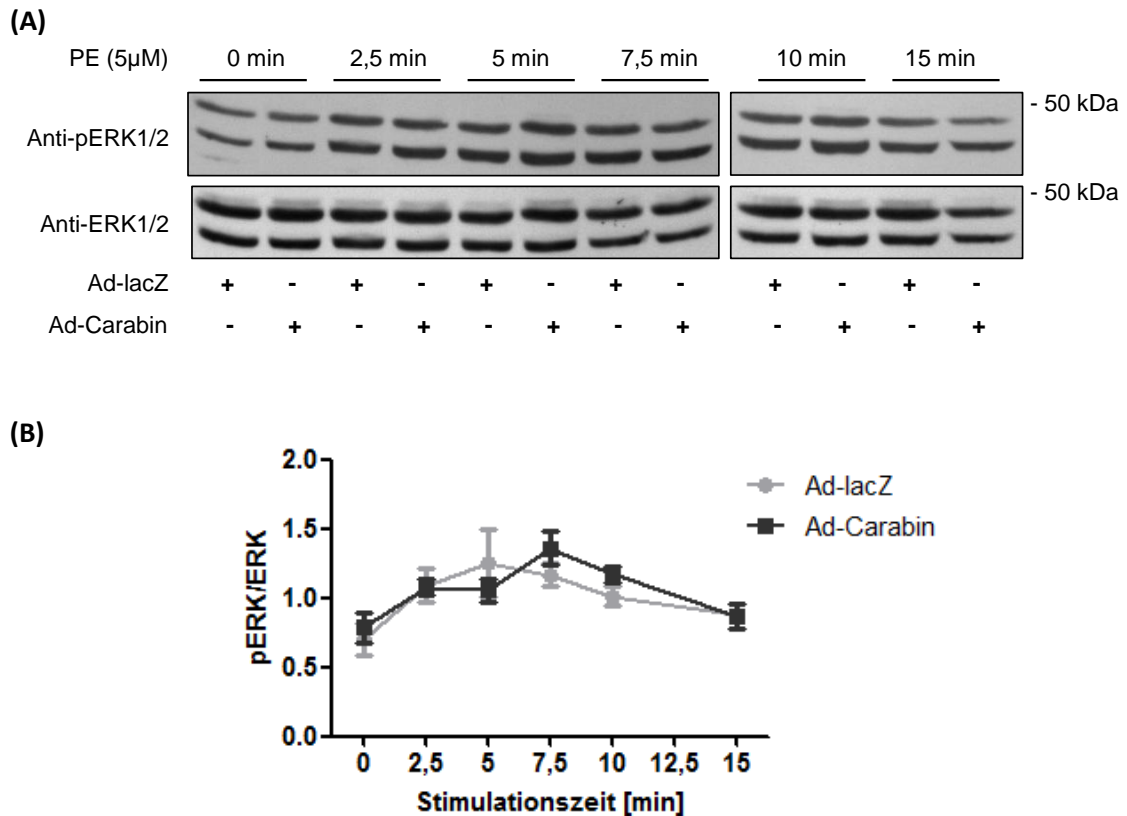 (A)
PE (5µM) 0 min 2,5 min 5 min 7,5 min 10 min 15 min
- 50 kDa
Anti-pERK1/2
- 50 kDa
Anti-ERK1/2
Ad-lacZ + - + - + - + - + - + -
Ad-Carabin - + - + - + - + - + - +
(B)
2.0
1.5
1.0
0.5
0.0
pERK/ERK
Ad-lacZ
Ad-Carabin
0 2,5 5 7,5 10 12,5 15
Stimulationszeit [min]